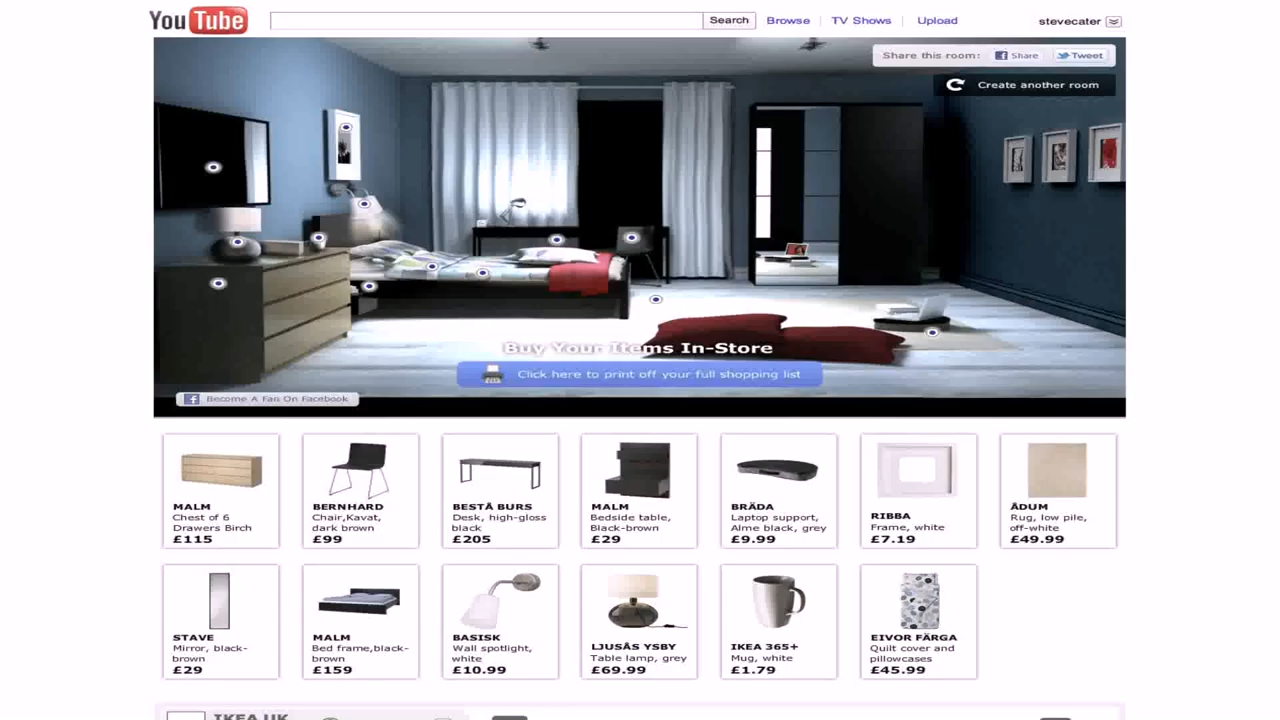 YouTube
Search
Browse
TV Shows
Upload
stevecater
Share this room:
Share
Tweet
Create another room
Buy Your Items In-Store
Click here to print off your full shopping list
Become A Fan On Facebook
MALM
Chest of 6
Drawers Birch
£115
BERNHARD
Chair,Kavat,
dark brown
£99
BESTÅ BURS
Desk, high-gloss
black
£205
MALM
Bedside table,
Black-brown
£29
BRÄDA
Laptop support,
Alme black, grey
£9.99
RIBBA
Frame, white
£7.19
ÅDUM
Rug, low pile,
off-white
£49.99
STAVE
Mirror, black-
brown
£29
MALM
Bed frame,black-
brown
£159
BASISK
Wall spotlight,
white
£10.99
LJUSÅS YSBY
Table lamp, grey
£69.99
IKEA 365+
Mug, white
£1.79
EIVOR FÄRGA
Quilt cover and
pillowcases
£45.99
IKEA UK